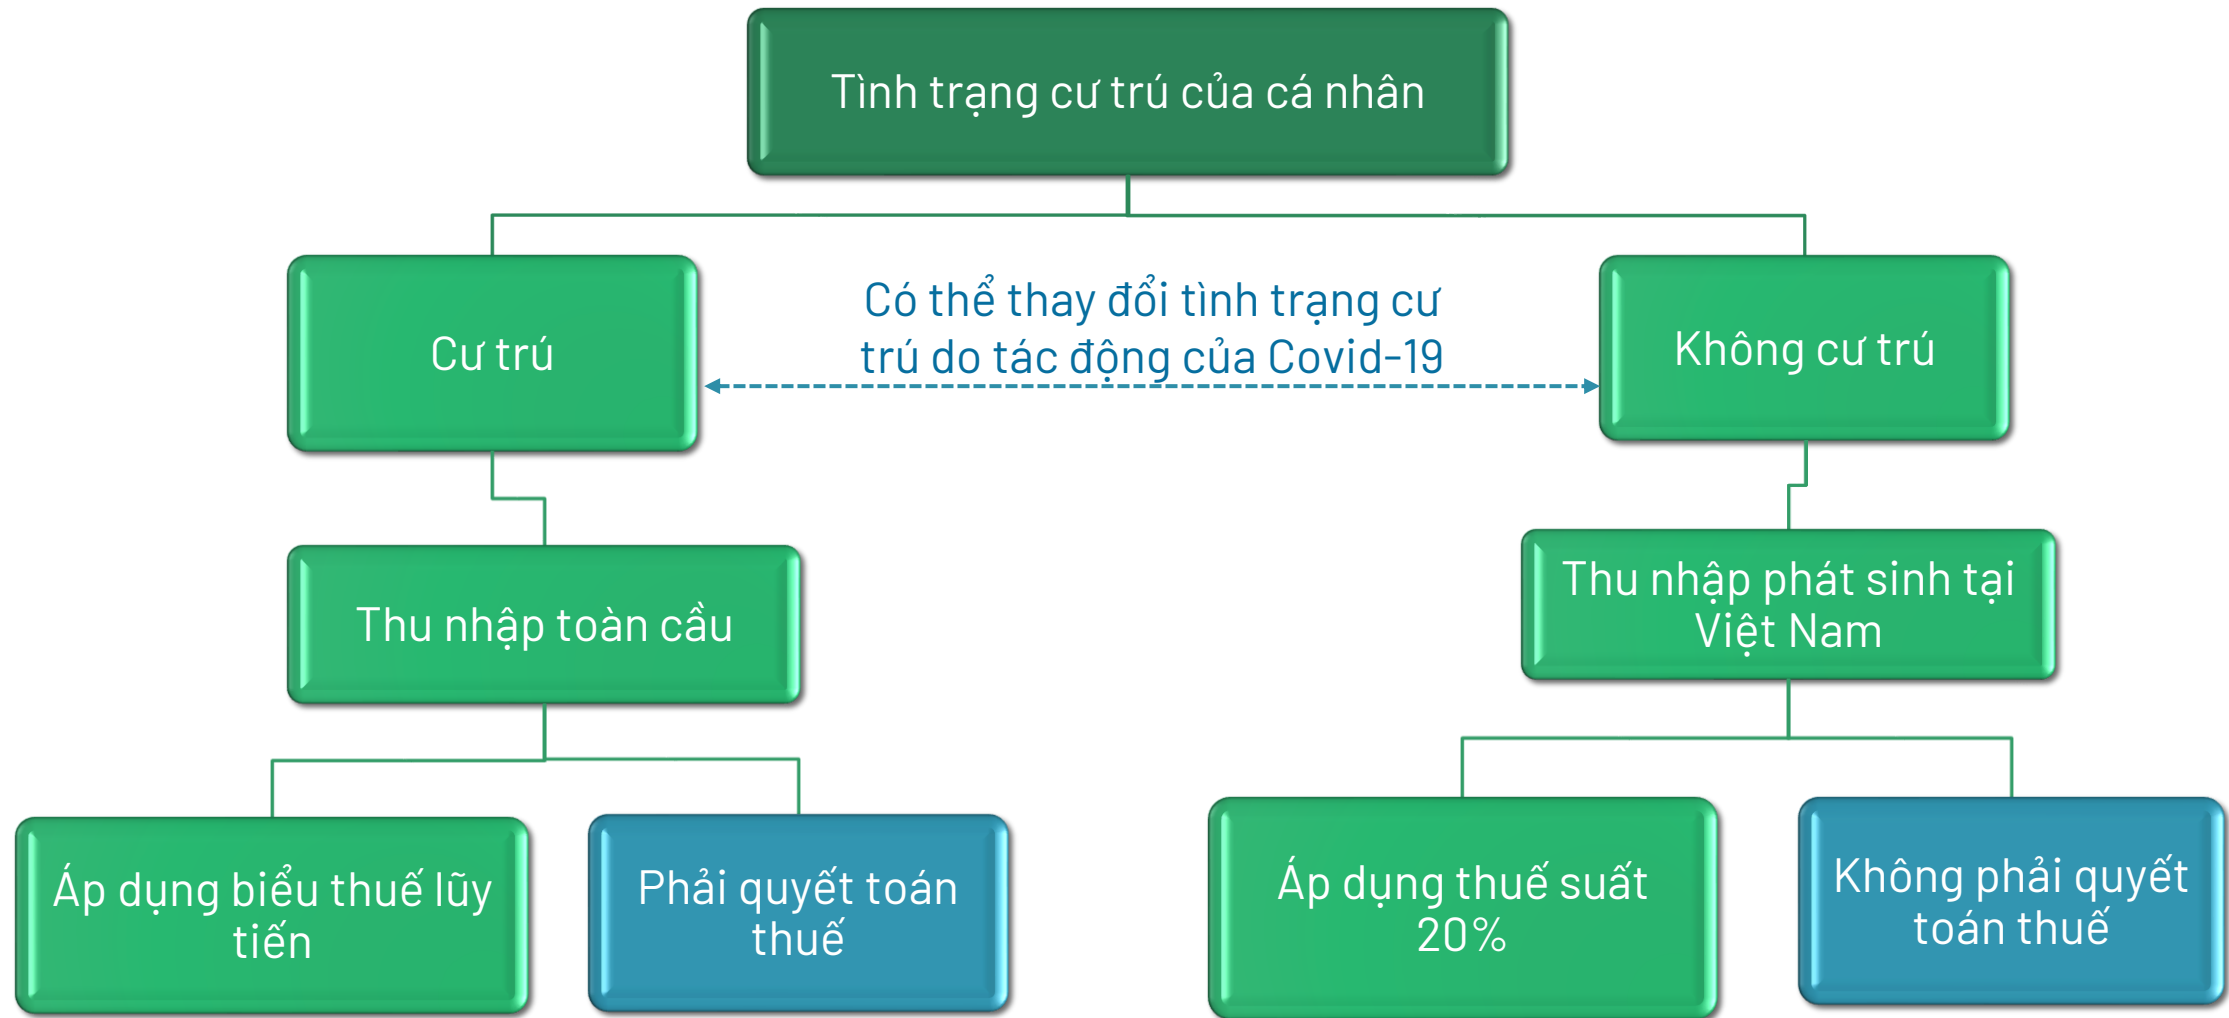 Tình trạng cư trú của cá nhân
Cư trú
Có thể thay đổi tình trạng cư
trú do tác động của Covid-19
Không cư trú
Thu nhập toàn cầu
Thu nhập phát sinh tại
Việt Nam
Áp dụng biểu thuế lũy
tiến
Phải quyết toán
thuế
Áp dụng thuế suất
20%
Không phải quyết
toán thuế